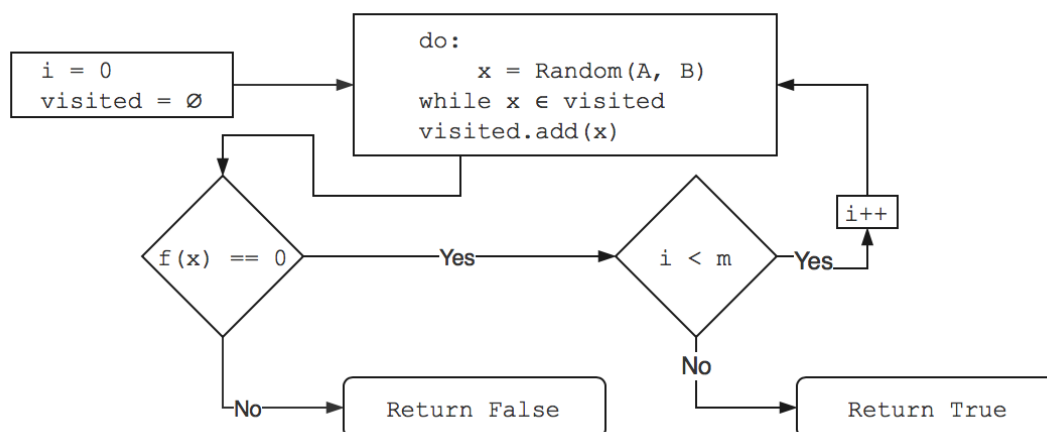 i = 0
visited = ∅
do:
x = Random(A, B)
while x ∈ visited
visited.add(x)
i++
f(x) == 0
Yes
i < m
Yes
No
No
Return False
Return True